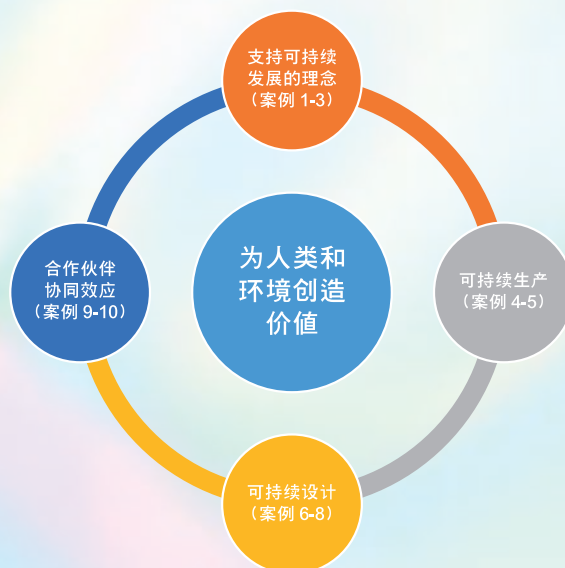 支持可持续
发展的理念
（案例 1-3）
为人类和
环境创造
价值
合作伙伴
协同效应
（案例 9-10）
可持续生产
（案例 4-5）
可持续设计
（案例 6-8）